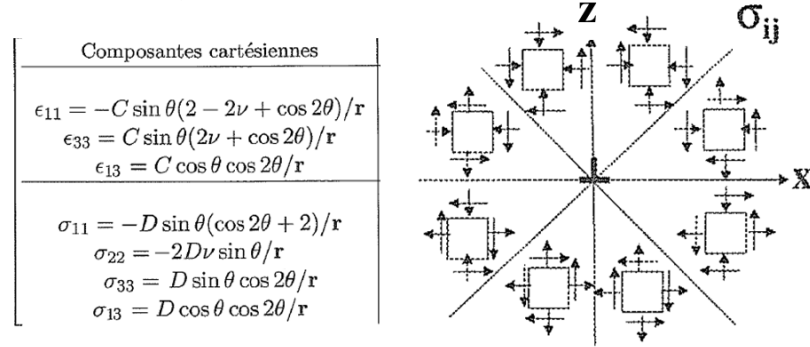 Composantes cartésiennes
ϵ₁₁ = −C sin θ(2 − 2ν + cos 2θ)/r
ϵ₃₃ = C sin θ(2ν + cos 2θ)/r
ϵ₁₃ = C cos θ cos 2θ/r
σ₁₁ = −D sin θ(cos 2θ + 2)/r
σ₂₂ = −2Dν sin θ/r
σ₃₃ = D sin θ cos 2θ/r
σ₁₃ = D cos θ cos 2θ/r
z
σij
x